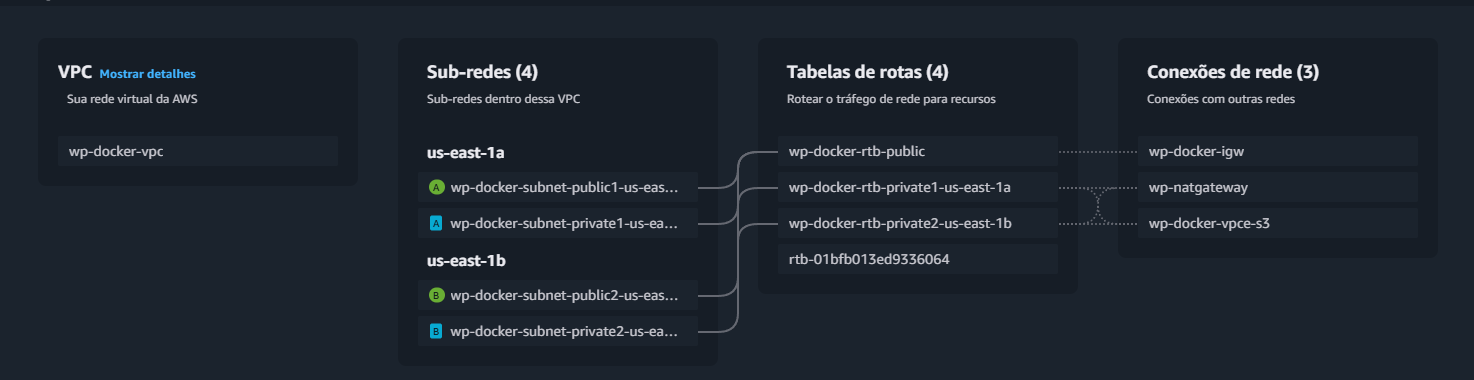 VPC Mostrar detalhes
Sua rede virtual da AWS
wp-docker-vpc
Sub-redes (4)
Sub-redes dentro dessa VPC
us-east-1a
A wp-docker-subnet-public1-us-eas...
A wp-docker-subnet-private1-us-ea...
us-east-1b
B wp-docker-subnet-public2-us-eas...
B wp-docker-subnet-private2-us-ea...
Tabelas de rotas (4)
Rotear o tráfego de rede para recursos
wp-docker-rtb-public
wp-docker-rtb-private1-us-east-1a
wp-docker-rtb-private2-us-east-1b
rtb-01bfb013ed9336064
Conexões de rede (3)
Conexões com outras redes
wp-docker-igw
wp-natgateway
wp-docker-vpce-s3